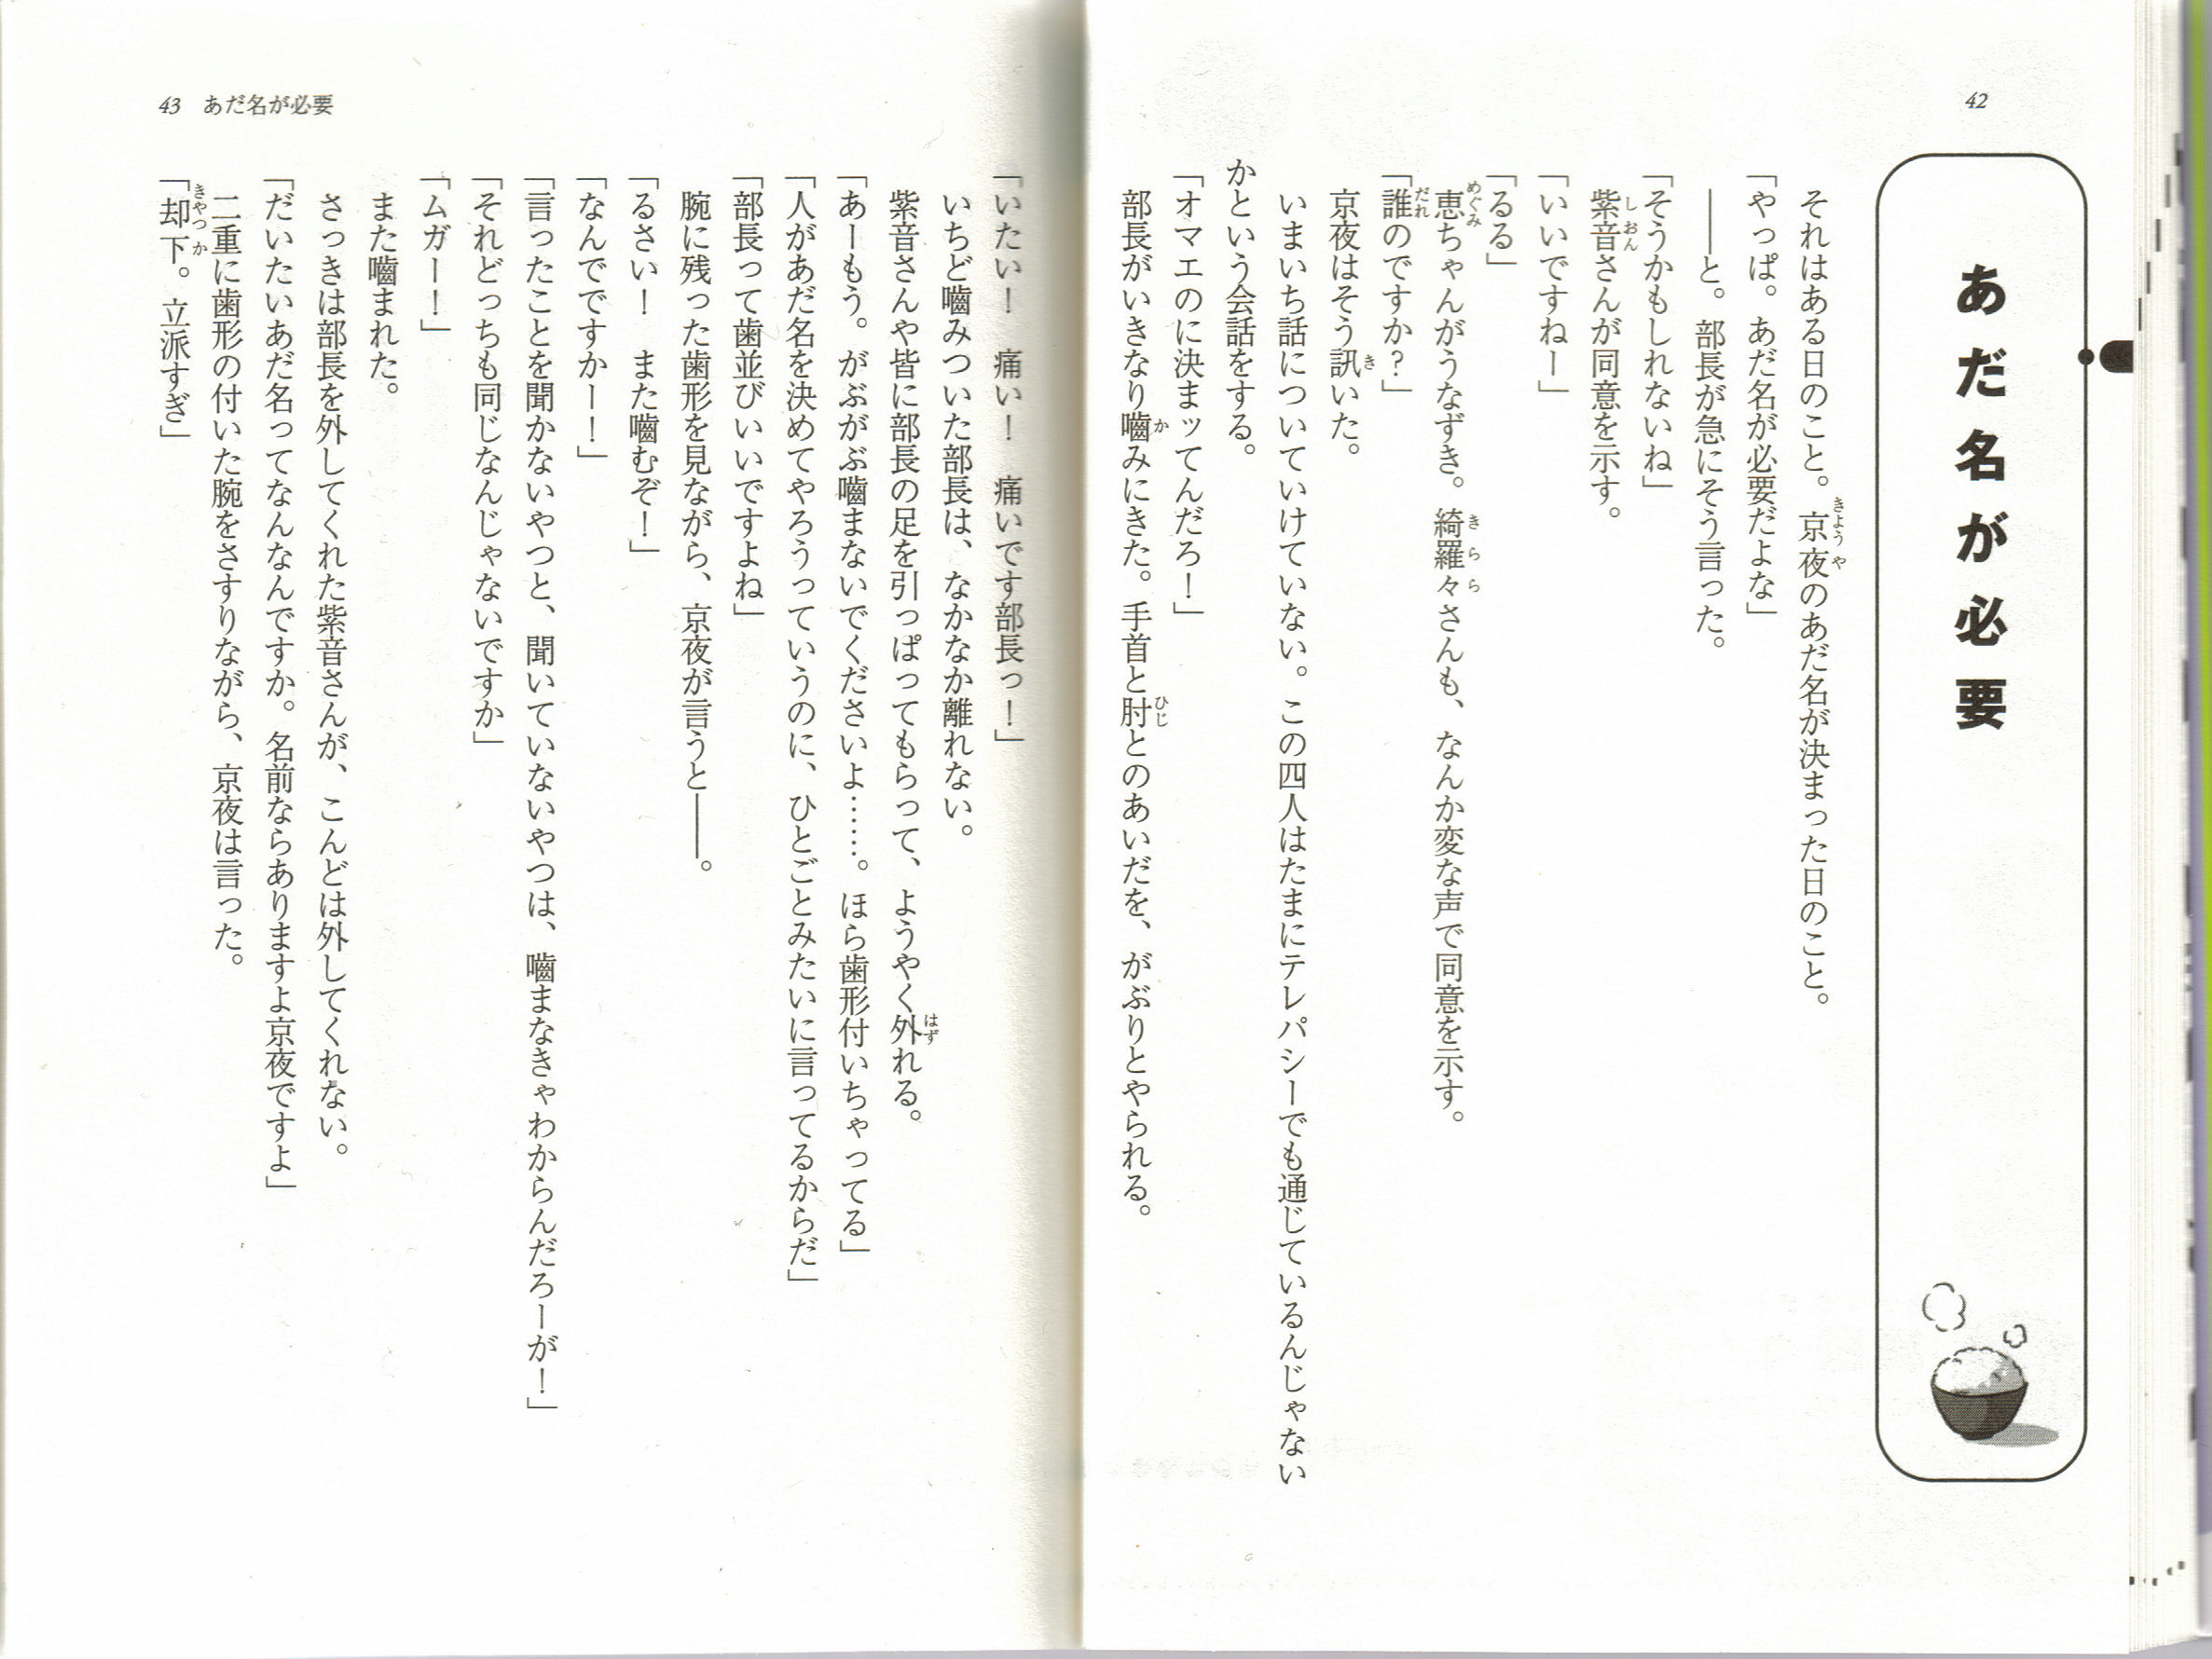 42
あだ名が必要
それはある日のこと。京夜のあだ名が決まった日のこと。
「やっぱ。あだ名が必要だよな」
――と。部長が急にそう言った。
「そうかもしれないね」
紫音さんが同意を示す。
「いいですねー」
「るる」
恵ちゃんがうなずき。綺羅々さんも、なんか変な声で同意を示す。
「誰のですか？」
京夜はそう訊いた。
いまいち話についていけていない。この四人はたまにテレパシーでも通じているんじゃない
かという会話をする。
「オマエのに決まッてんだろ！」
部長がいきなり嚙みにきた。手首と肘とのあいだを、がぶりとやられる。
「いたい！　痛い！　痛いです部長っ！」
いちど嚙みついた部長は、なかなか離れない。
紫音さんや皆に部長の足を引っぱってもらって、ようやく外れる。
「あーもう。がぶがぶ嚙まないでくださいよ……。ほら歯形付いちゃってる」
「人があだ名を決めてやろうっていうのに、ひとごとみたいに言ってるからだ」
「部長って歯並びいいですよね」
腕に残った歯形を見ながら、京夜が言うと――。
「るさい！　また嚙むぞ！」
「なんでですかー！」
「言ったことを聞かないやつと、聞いていないやつは、嚙まなきゃわからんだろーが！」
「それどっちも同じなんじゃないですか」
「ムガー！」
また嚙まれた。
さっきは部長を外してくれた紫音さんが、こんどは外してくれない。
「だいたいあだ名ってなんなんですか。名前ならありますよ京夜ですよ」
二重に歯形の付いた腕をさすりながら、京夜は言った。
「却下。立派すぎ」
43 あだ名が必要